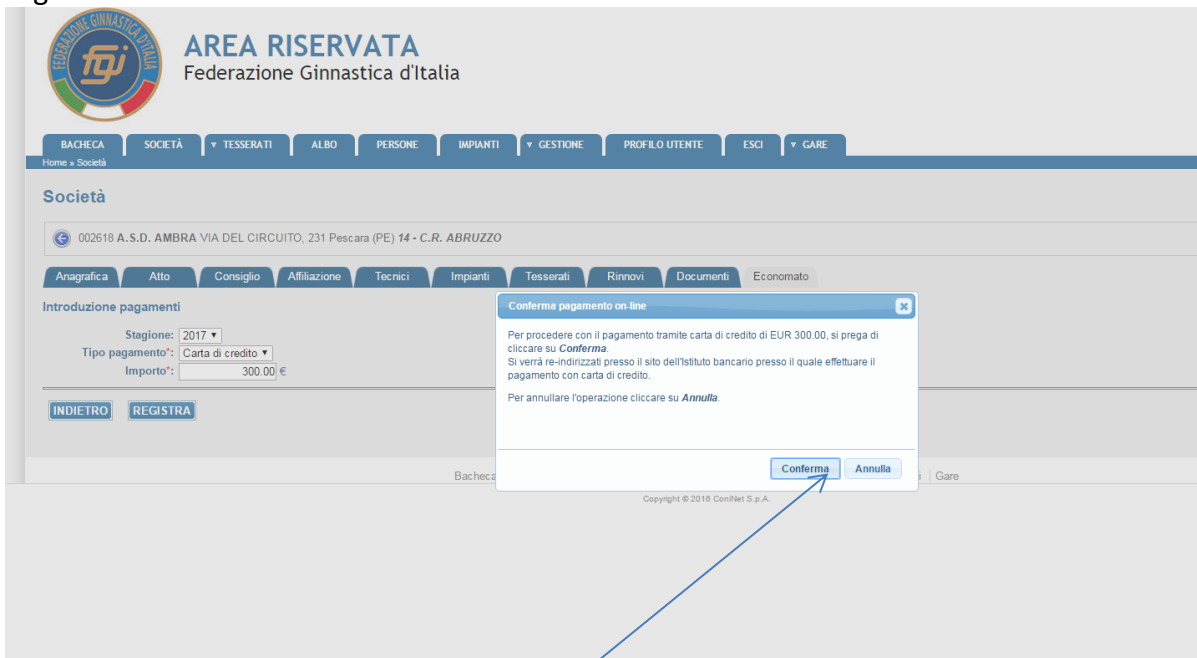 FEDERAZIONE GINNASTICA D'ITALIA
fgi
AREA RISERVATA
Federazione Ginnastica d'Italia
BACHECA SOCIETÀ ▼ TESSERATI ALBO PERSONE IMPIANTI ▼ GESTIONE PROFILO UTENTE ESCI ▼ GARE
Home » Società
Società
002618 A.S.D. AMBRA VIA DEL CIRCUITO, 231 Pescara (PE) 14 - C.R. ABRUZZO
Anagrafica Atto Consiglio Affiliazione Tecnici Impianti Tesserati Rinnovi Documenti Economato
Introduzione pagamenti
Stagione: 2017 ▼
Tipo pagamento*: Carta di credito ▼
Importo*: 300.00 €
INDIETRO REGISTRA
Conferma pagamento on-line
Per procedere con il pagamento tramite carta di credito di EUR 300.00, si prega di
cliccare su Conferma.
Si verrà re-indirizzati presso il sito dell'Istituto bancario presso il quale effettuare il
pagamento con carta di credito.
Per annullare l'operazione cliccare su Annulla.
Conferma Annulla
Bacheca | Gare
Copyright © 2016 ConiNet S.p.A.